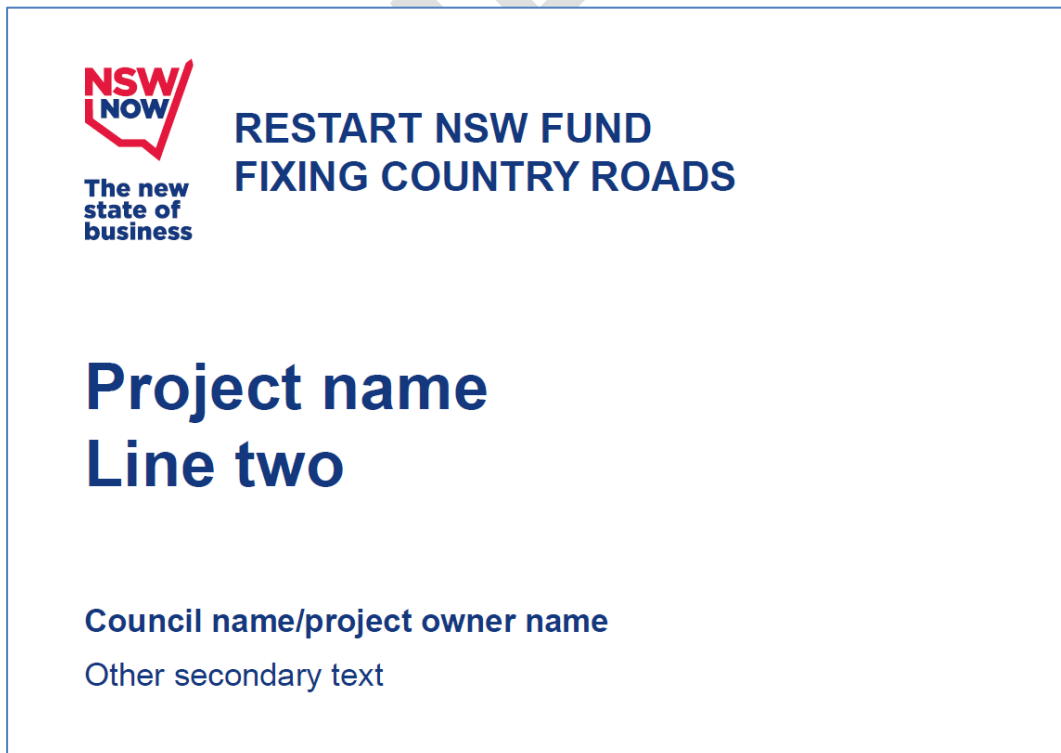 NSW
NOW
The new
state of
business
RESTART NSW FUND
FIXING COUNTRY ROADS
Project name
Line two
Council name/project owner name
Other secondary text